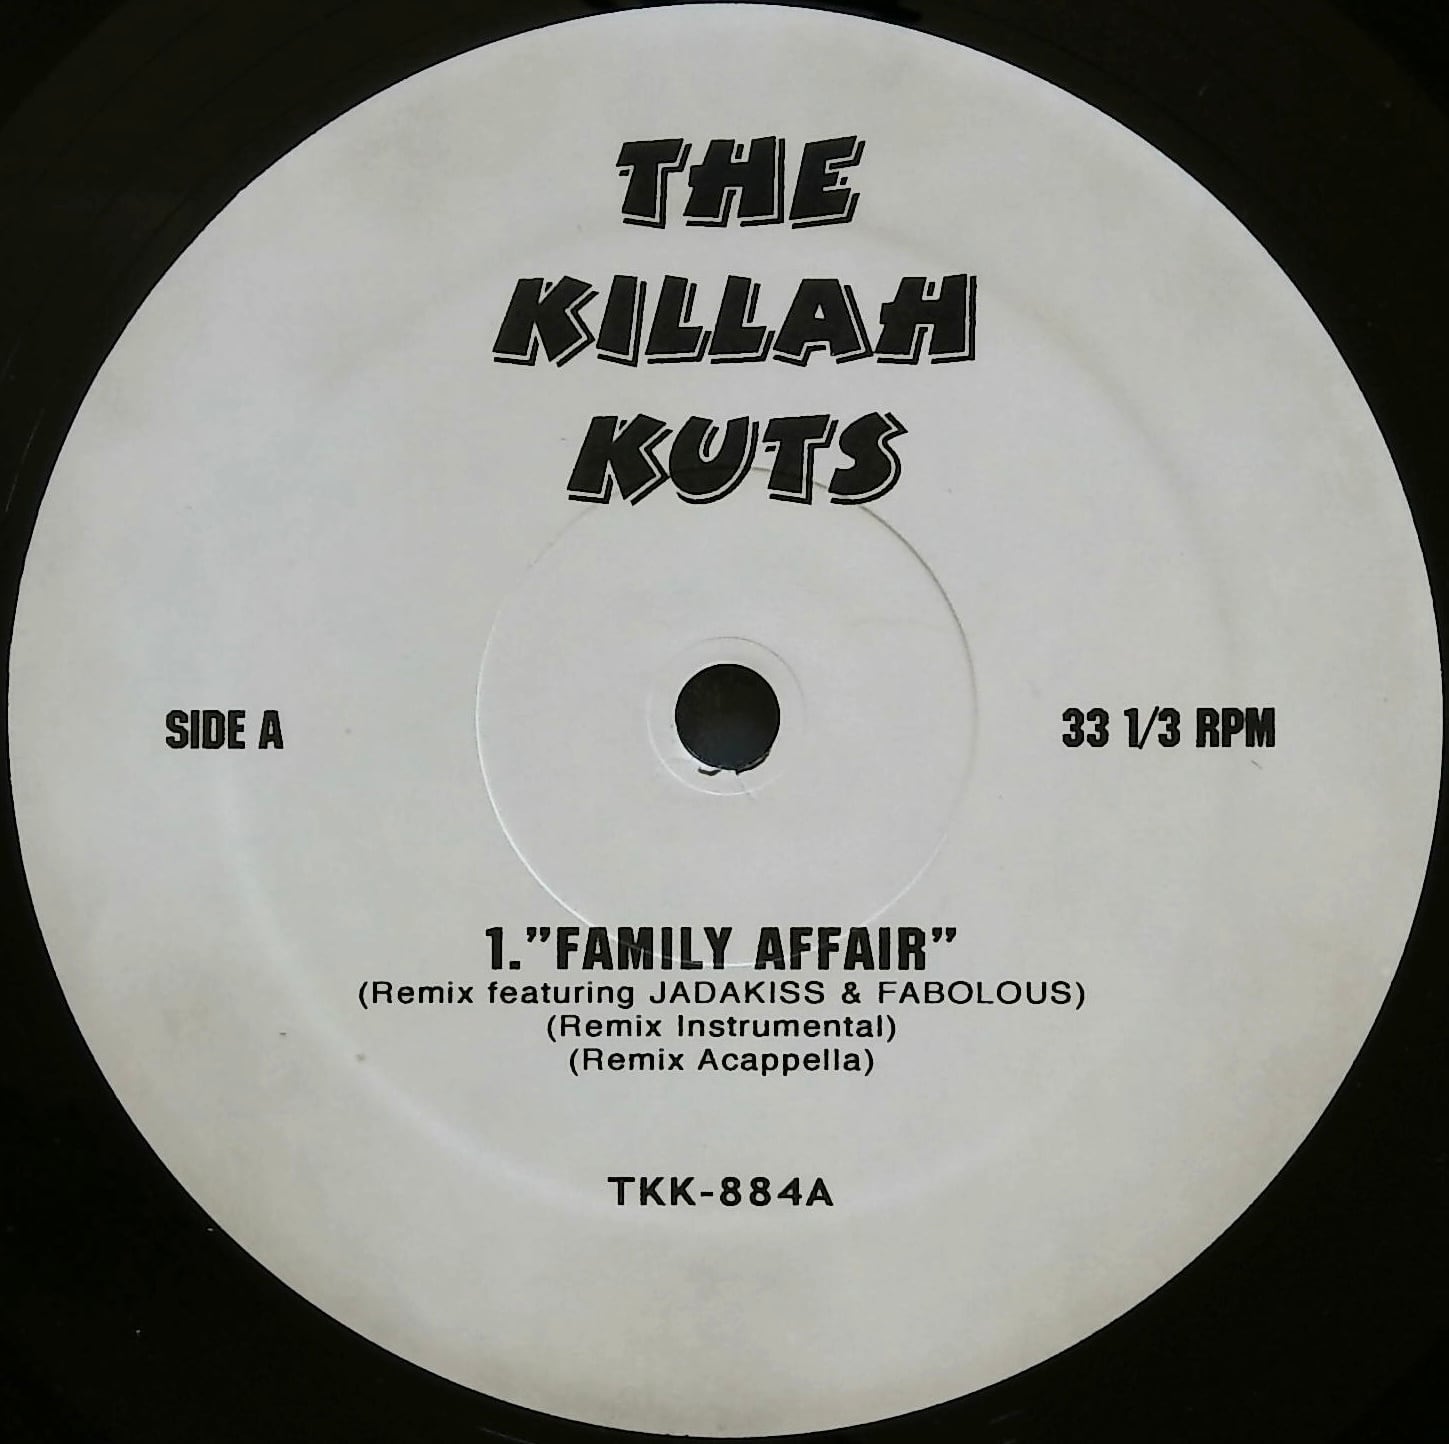 THE
KILLAH
KUTS
SIDE A
33 1/3 RPM
1."FAMILY AFFAIR"
(Remix featuring JADAKISS & FABOLOUS)
(Remix Instrumental)
(Remix Acappella)
TKK-884A